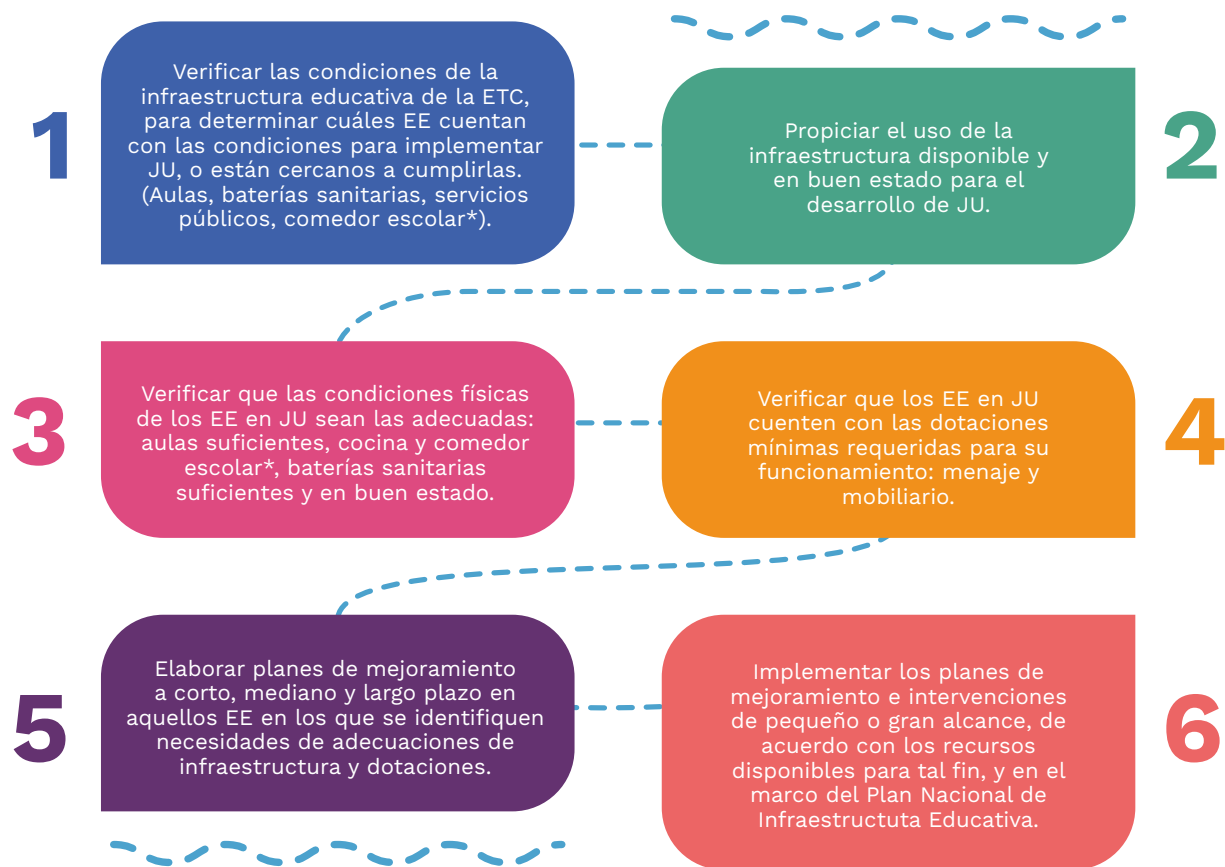 1
Verificar las condiciones de la
infraestructura educativa de la ETC,
para determinar cuáles EE cuentan
con las condiciones para implementar
JU, o están cercanos a cumplirlas.
(Aulas, baterías sanitarias, servicios
públicos, comedor escolar*).
2
Propiciar el uso de la
infraestructura disponible y
en buen estado para el
desarrollo de JU.
3
Verificar que las condiciones físicas
de los EE en JU sean las adecuadas:
aulas suficientes, cocina y comedor
escolar*, baterías sanitarias
suficientes y en buen estado.
4
Verificar que los EE en JU
cuenten con las dotaciones
mínimas requeridas para su
funcionamiento: menaje y
mobiliario.
5
Elaborar planes de mejoramiento
a corto, mediano y largo plazo en
aquellos EE en los que se identifiquen
necesidades de adecuaciones de
infraestructura y dotaciones.
6
Implementar los planes de
mejoramiento e intervenciones
de pequeño o gran alcance, de
acuerdo con los recursos
disponibles para tal fin, y en el
marco del Plan Nacional de
Infraestructuta Educativa.